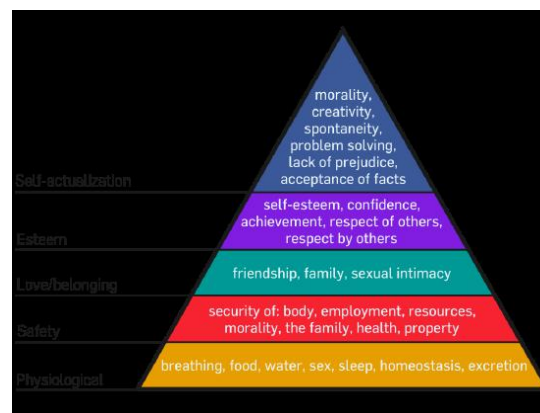 morality,
creativity,
spontaneity,
problem solving,
lack of prejudice,
acceptance of facts
Self-actualization
self-esteem, confidence,
achievement, respect of others,
respect by others
Esteem
friendship, family, sexual intimacy
Love/belonging
security of: body, employment, resources,
morality, the family, health, property
Safety
breathing, food, water, sex, sleep, homeostasis, excretion
Physiological